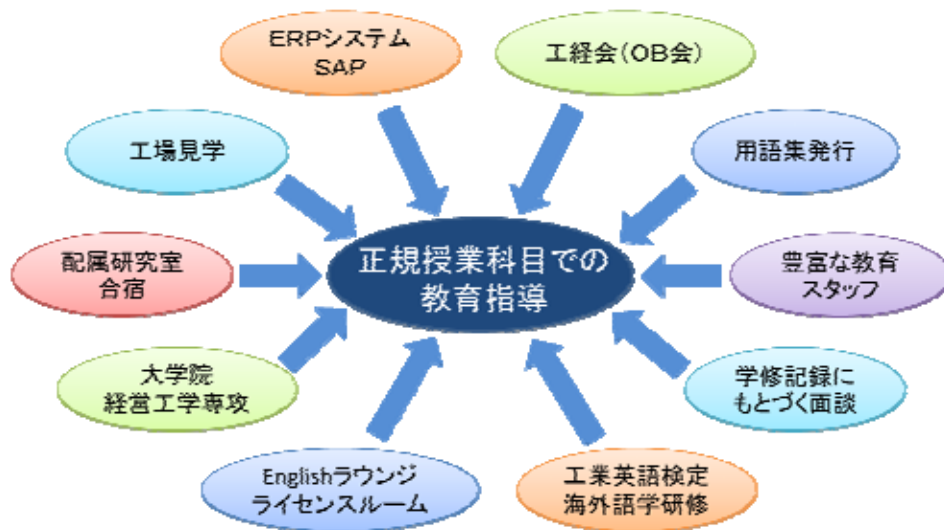 ERPシステム
SAP
工経会(OB会)
工場見学
用語集発行
正規授業科目での
教育指導
配属研究室
合宿
豊富な教育
スタッフ
大学院
経営工学専攻
学修記録に
もとづく面談
Englishラウンジ
ライセンスルーム
工業英語検定
海外語学研修